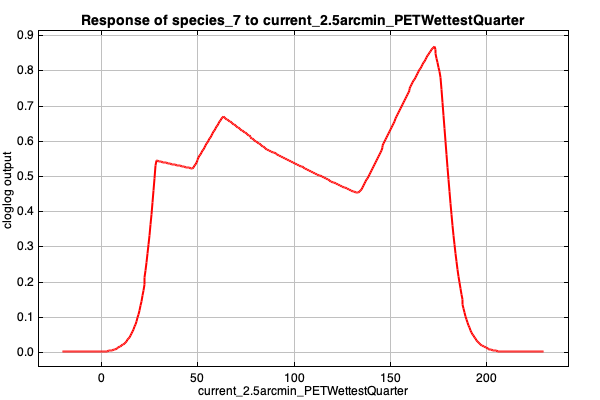 Response of species_7 to current_2.5arcmin_PETWettestQuarter
cloglog output
0.9
0.8
0.7
0.6
0.5
0.4
0.3
0.2
0.1
0.0
0 50 100 150 200
current_2.5arcmin_PETWettestQuarter